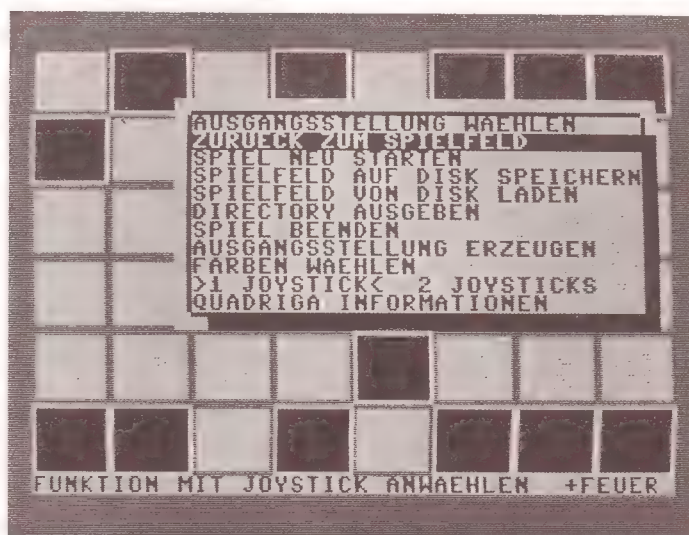 AUSGANGSSTELLUNG WAEHLEN
ZURUECK ZUM SPIELFELD
SPIEL NEU STARTEN
SPIELFELD AUF DISK SPEICHERN
SPIELFELD VON DISK LADEN
DIRECTORY AUSGEBEN
SPIEL BEENDEN
AUSGANGSSTELLUNG ERZEUGEN
FARBEN WAEHLEN
>1 JOYSTICK< 2 JOYSTICKS
QUADRIGA INFORMATIONEN
FUNKTION MIT JOYSTICK ANWAEHLEN +FEUER